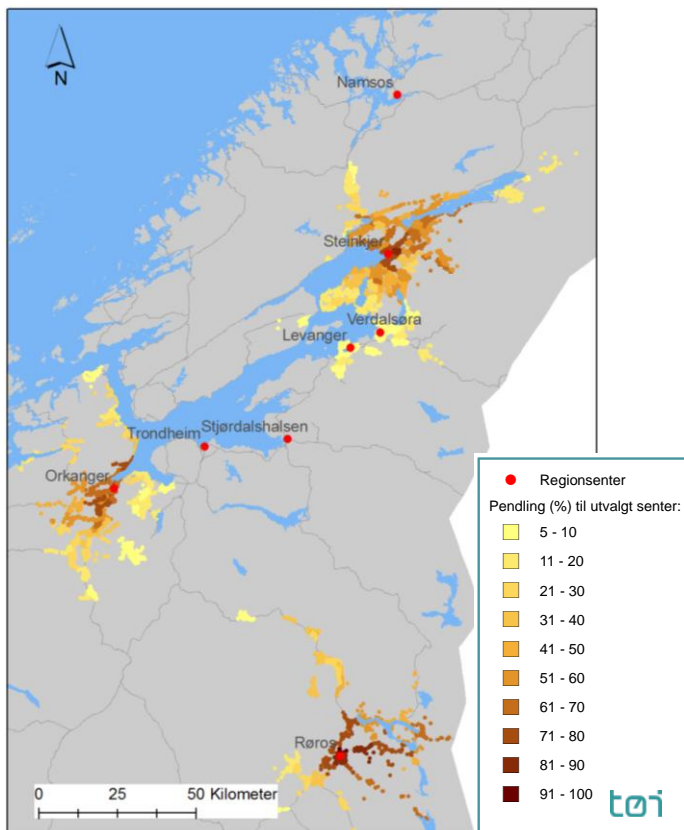 N
Namsos
Steinkjer
Verdalsøra
Levanger
Trondheim
Stjørdalshalsen
Orkanger
Røros
0 25 50 Kilometer
Regionsenter
Pendling (%) til utvalgt senter:
5 - 10
11 - 20
21 - 30
31 - 40
41 - 50
51 - 60
61 - 70
71 - 80
81 - 90
91 - 100
tøi